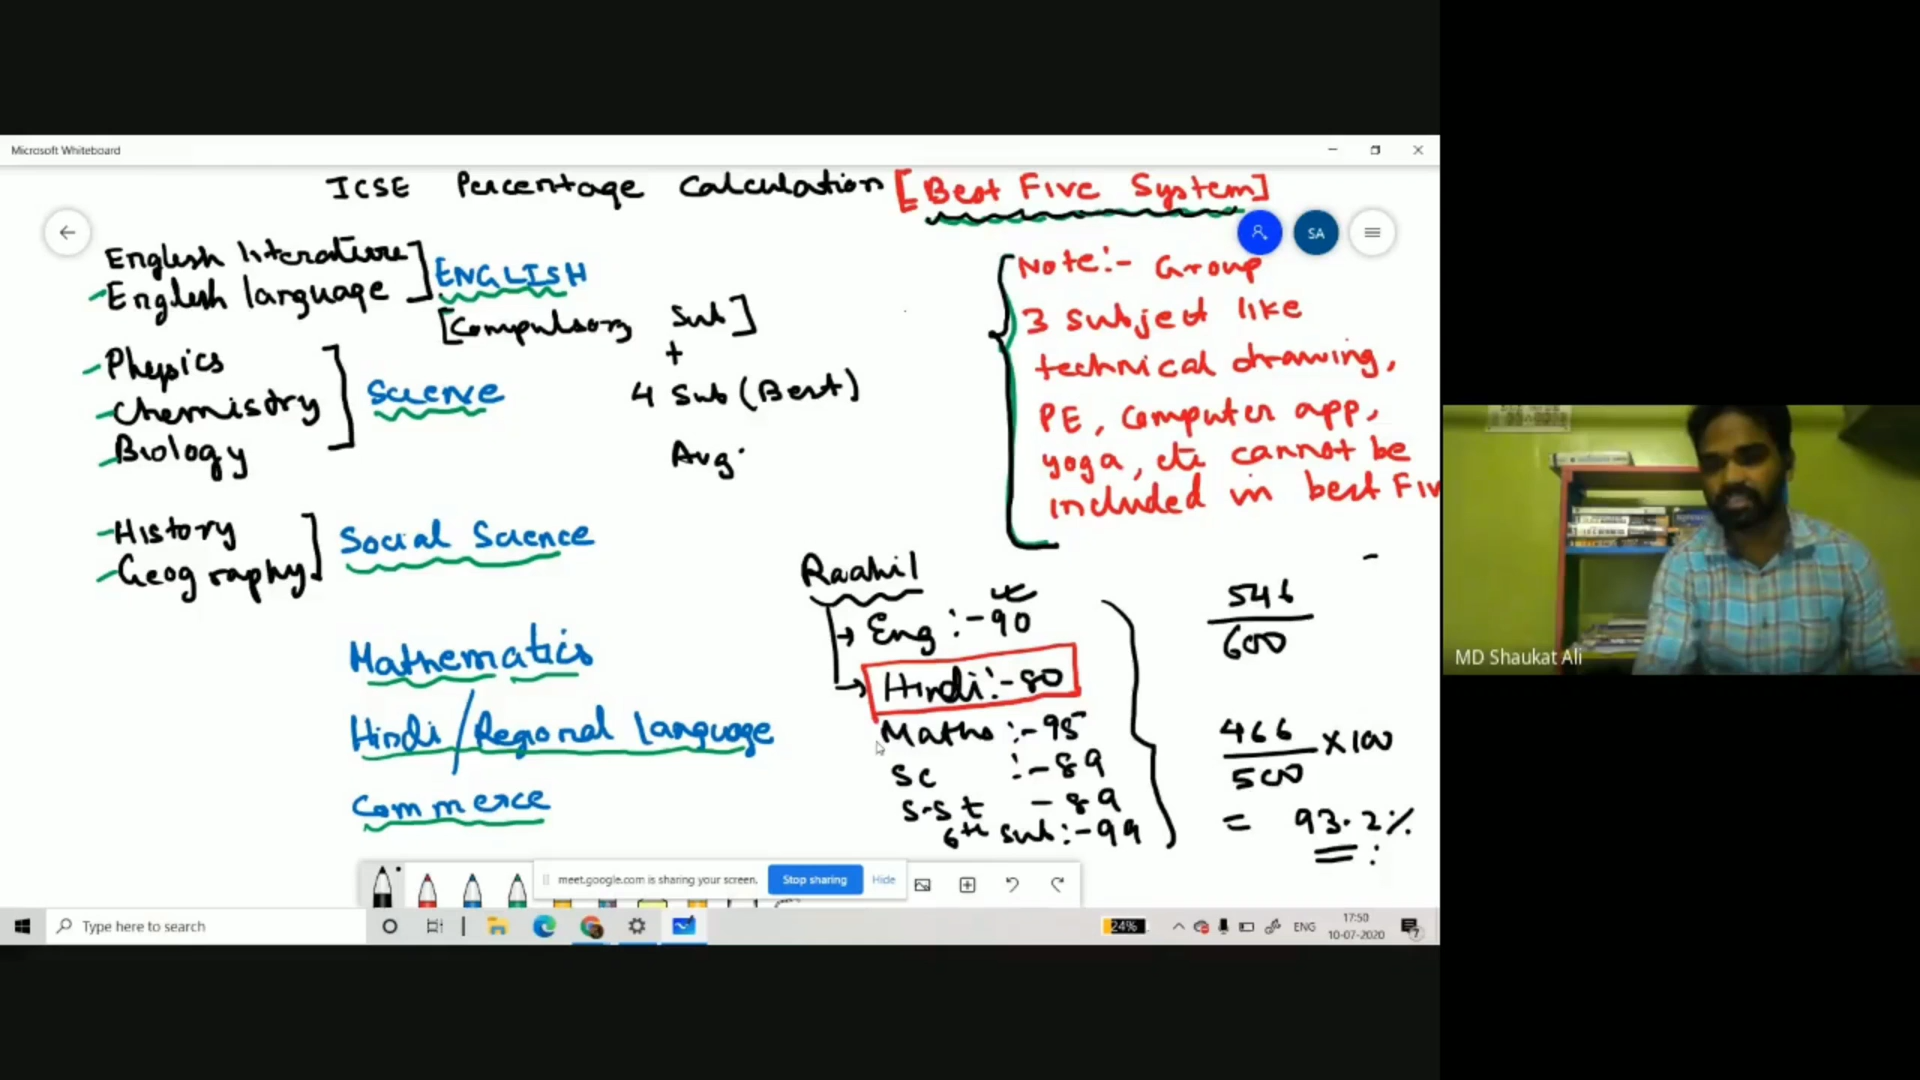 Microsoft Whiteboard
ICSE Percentage Calculation [Best Five System]
SA
English literature
English language
ENGLISH
[Compulsory Sub]
+
4 Sub (Best)
Avg.
Physics
Chemistry
Biology
Science
History
Geography
Social Science
Mathematics
Hindi/Regional language
Commerce
Note:- Group
3 subject like
technical drawing,
PE, computer app,
yoga, etc cannot be
included in best Fiv
Raahil
Eng :- 90
Hindi:- 80
Maths :- 95
Sc :- 89
S-St - 89
6th Sub:- 99
546
600
466
500
×100
= 93.2%
MD Shaukat Ali
meet.google.com is sharing your screen.
Stop sharing
Hide
Type here to search
24%
ENG
17:50
10-07-2020
7